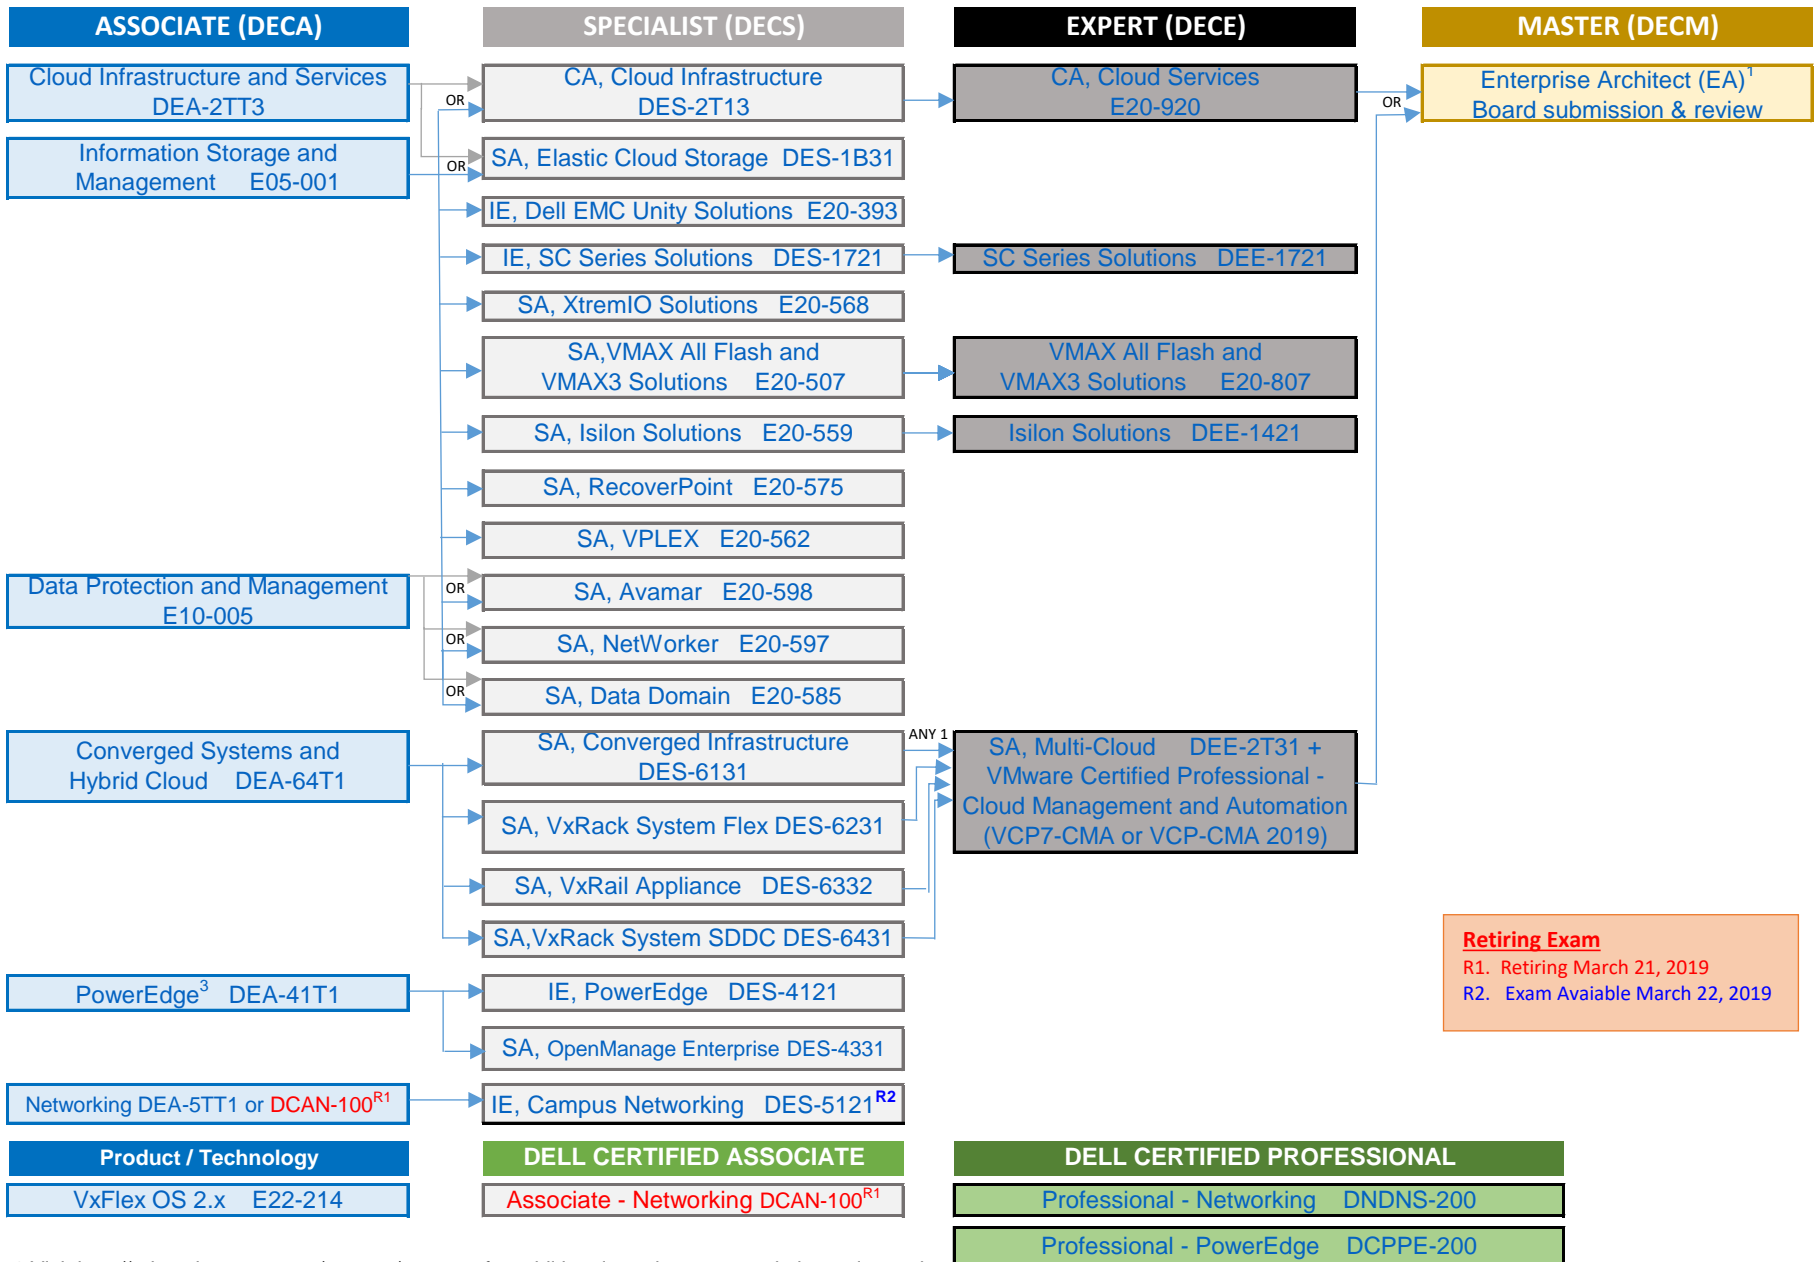 ASSOCIATE (DECA)
SPECIALIST (DECS)
EXPERT (DECE)
MASTER (DECM)
Cloud Infrastructure and Services
DEA-2TT3
OR
CA, Cloud Infrastructure
DES-2T13
CA, Cloud Services
E20-920
OR
Enterprise Architect (EA)1
Board submission & review
Information Storage and
Management E05-001
OR
SA, Elastic Cloud Storage DES-1B31
IE, Dell EMC Unity Solutions E20-393
IE, SC Series Solutions DES-1721
SC Series Solutions DEE-1721
SA, XtremIO Solutions E20-568
SA,VMAX All Flash and
VMAX3 Solutions E20-507
VMAX All Flash and
VMAX3 Solutions E20-807
SA, Isilon Solutions E20-559
Isilon Solutions DEE-1421
SA, RecoverPoint E20-575
SA, VPLEX E20-562
Data Protection and Management
E10-005
OR
SA, Avamar E20-598
OR
SA, NetWorker E20-597
OR
SA, Data Domain E20-585
Converged Systems and
Hybrid Cloud DEA-64T1
SA, Converged Infrastructure
DES-6131
ANY 1
SA, Multi-Cloud DEE-2T31 +
VMware Certified Professional -
Cloud Management and Automation
(VCP7-CMA or VCP-CMA 2019)
SA, VxRack System Flex DES-6231
SA, VxRail Appliance DES-6332
SA,VxRack System SDDC DES-6431
Retiring Exam
R1. Retiring March 21, 2019
R2. Exam Avaiable March 22, 2019
PowerEdge3 DEA-41T1
IE, PowerEdge DES-4121
SA, OpenManage Enterprise DES-4331
Networking DEA-5TT1 or DCAN-100R1
IE, Campus Networking DES-5121R2
Product / Technology
DELL CERTIFIED ASSOCIATE
DELL CERTIFIED PROFESSIONAL
VxFlex OS 2.x E22-214
Associate - Networking DCAN-100R1
Professional - Networking DNDNS-200
Professional - PowerEdge DCPPE-200